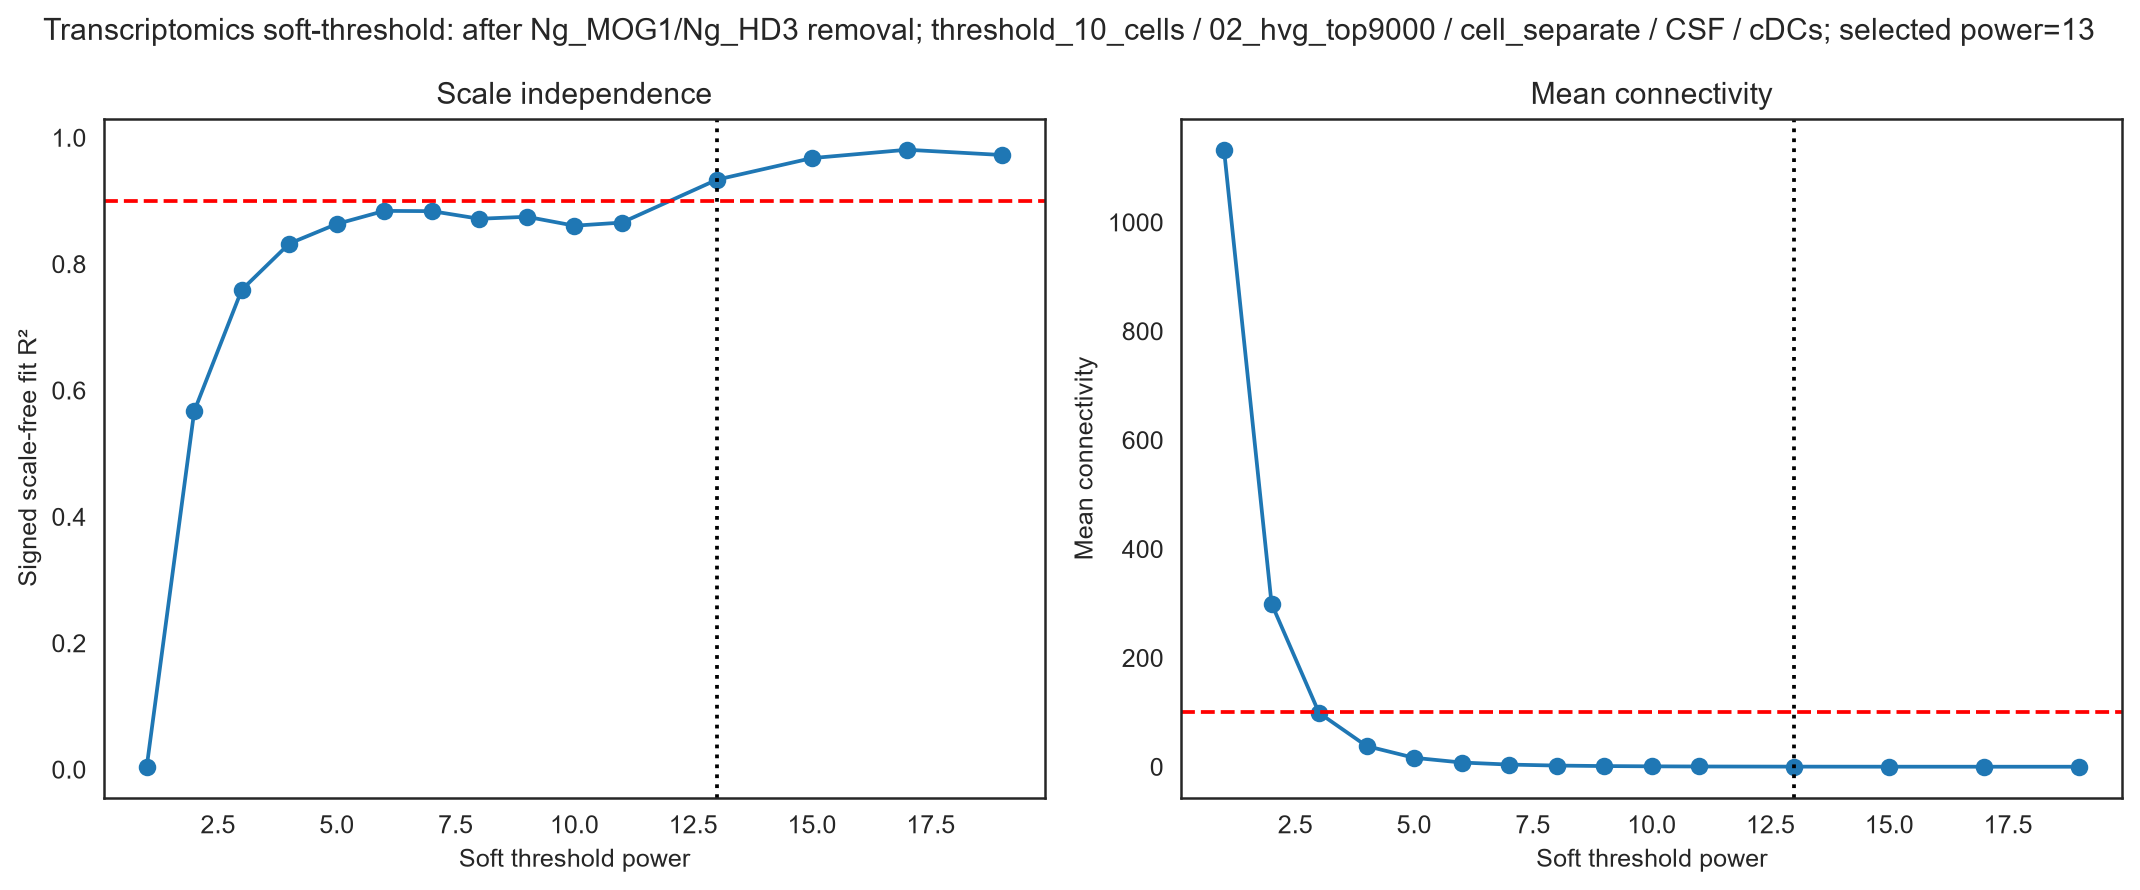 Transcriptomics soft-threshold: after Ng_MOG1/Ng_HD3 removal; threshold_10_cells / 02_hvg_top9000 / cell_separate / CSF / cDCs; selected power=13
Scale independence
Signed scale-free fit R²
1.0
0.8
0.6
0.4
0.2
0.0
2.5 5.0 7.5 10.0 12.5 15.0 17.5
Soft threshold power
Mean connectivity
Mean connectivity
1000
800
600
400
200
0
2.5 5.0 7.5 10.0 12.5 15.0 17.5
Soft threshold power